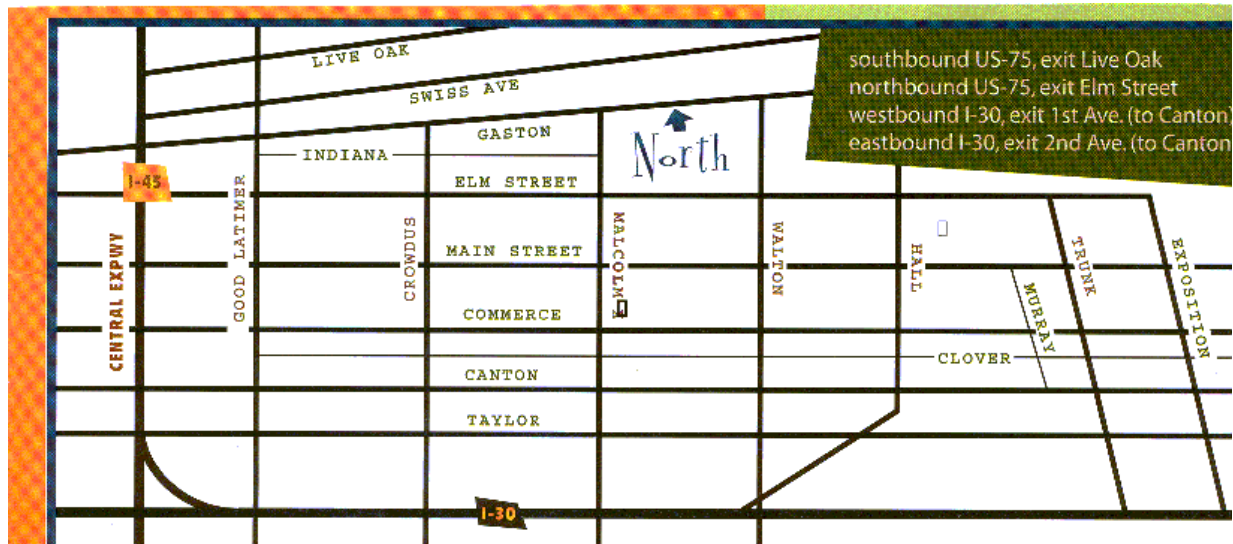 LIVE OAK
SWISS AVE
GASTON
INDIANA
North
ELM STREET
I-45
CENTRAL EXPWY
GOOD LATIMER
CROWDUS
MAIN STREET
MALCOLM X
WALTON
HALL
TRUNK
EXPOSITION
MURRAY
COMMERCE
CLOVER
CANTON
TAYLOR
I-30
southbound US-75, exit Live Oak
northbound US-75, exit Elm Street
westbound I-30, exit 1st Ave. (to Canton)
eastbound I-30, exit 2nd Ave. (to Canton